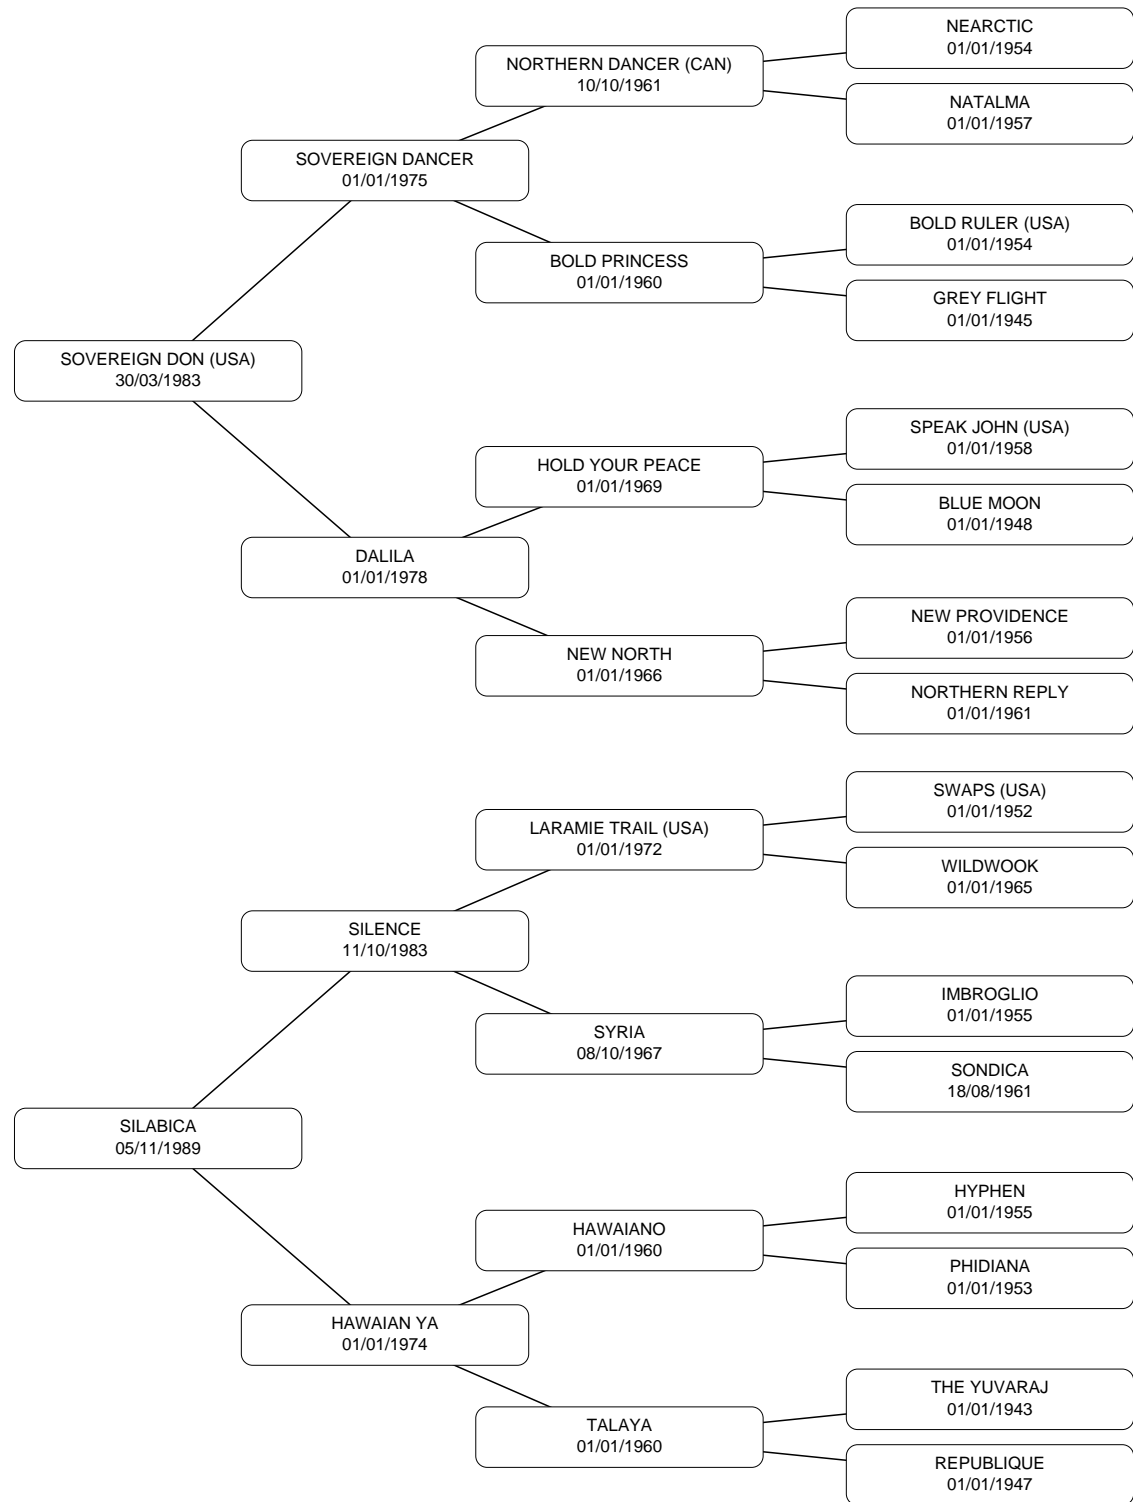 NEARCTIC
01/01/1954
NORTHERN DANCER (CAN)
10/10/1961
NATALMA
01/01/1957
SOVEREIGN DANCER
01/01/1975
BOLD RULER (USA)
01/01/1954
BOLD PRINCESS
01/01/1960
GREY FLIGHT
01/01/1945
SOVEREIGN DON (USA)
30/03/1983
SPEAK JOHN (USA)
01/01/1958
HOLD YOUR PEACE
01/01/1969
BLUE MOON
01/01/1948
DALILA
01/01/1978
NEW PROVIDENCE
01/01/1956
NEW NORTH
01/01/1966
NORTHERN REPLY
01/01/1961
SWAPS (USA)
01/01/1952
LARAMIE TRAIL (USA)
01/01/1972
WILDWOOK
01/01/1965
SILENCE
11/10/1983
IMBROGLIO
01/01/1955
SYRIA
08/10/1967
SONDICA
18/08/1961
SILABICA
05/11/1989
HYPHEN
01/01/1955
HAWAIANO
01/01/1960
PHIDIANA
01/01/1953
HAWAIAN YA
01/01/1974
THE YUVARAJ
01/01/1943
TALAYA
01/01/1960
REPUBLIQUE
01/01/1947